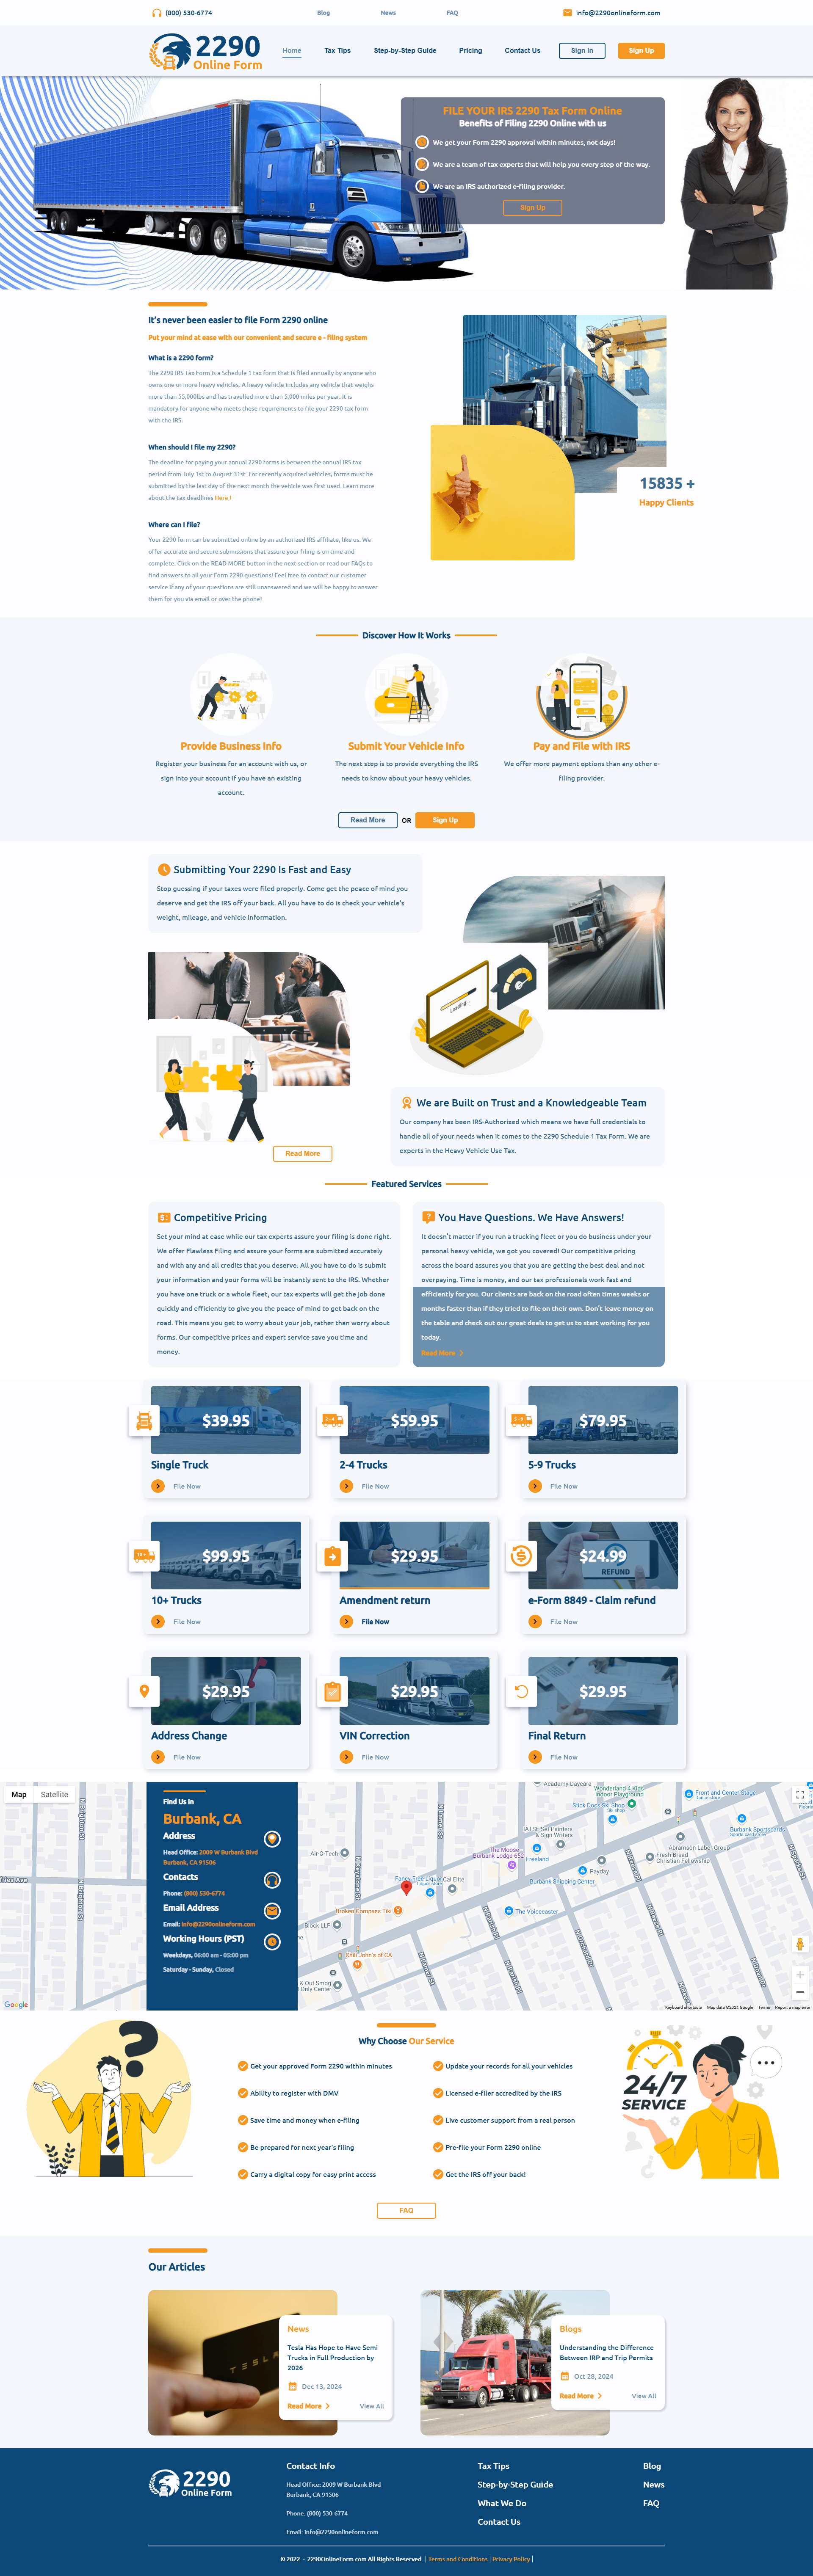 (800) 530-6774
Blog
News
FAQ
info@2290onlineform.com
2290
Online Form
Home
Tax Tips
Step-by-Step Guide
Pricing
Contact Us
Sign In
Sign Up
FILE YOUR IRS 2290 Tax Form Online
Benefits of Filing 2290 Online with us
We get your Form 2290 approval within minutes, not days!
We are a team of tax experts that will help you every step of the way.
We are an IRS authorized e-filing provider.
Sign Up
It's never been easier to file Form 2290 online
Put your mind at ease with our convenient and secure e - filing system
What is a 2290 form?
The 2290 IRS Tax Form is a Schedule 1 tax form that is filed annually by anyone who
owns one or more heavy vehicles. A heavy vehicle includes any vehicle that weighs
more than 55,000lbs and has travelled more than 5,000 miles per year. It is
mandatory for anyone who meets these requirements to file your 2290 tax form
with the IRS.
When should I file my 2290?
The deadline for paying your annual 2290 forms is between the annual IRS tax
period from July 1st to August 31st. For recently acquired vehicles, forms must be
submitted by the last day of the next month the vehicle was first used. Learn more
about the tax deadlines Here !
Where can I file?
Your 2290 form can be submitted online by an authorized IRS affiliate, like us. We
offer accurate and secure submissions that assure your filing is on time and
complete. Click on the READ MORE button in the next section or read our FAQs to
find answers to all your Form 2290 questions! Feel free to contact our customer
service if any of your questions are still unanswered and we will be happy to answer
them for you via email or over the phone!
15835 +
Happy Clients
Discover How It Works
Provide Business Info
Register your business for an account with us, or
sign into your account if you have an existing
account.
Submit Your Vehicle Info
The next step is to provide everything the IRS
needs to know about your heavy vehicles.
Pay and File with IRS
We offer more payment options than any other e-
filing provider.
Read More
OR
Sign Up
Submitting Your 2290 Is Fast and Easy
Stop guessing if your taxes were filed properly. Come get the peace of mind you
deserve and get the IRS off your back. All you have to do is check your vehicle's
weight, mileage, and vehicle information.
Loading...
We are Built on Trust and a Knowledgeable Team
Our company has been IRS-Authorized which means we have full credentials to
handle all of your needs when it comes to the 2290 Schedule 1 Tax Form. We are
experts in the Heavy Vehicle Use Tax.
Read More
Featured Services
Competitive Pricing
Set your mind at ease while our tax experts assure your filing is done right.
We offer Flawless Filing and assure your forms are submitted accurately
and with any and all credits that you deserve. All you have to do is submit
your information and your forms will be instantly sent to the IRS. Whether
you have one truck or a whole fleet, our tax experts will get the job done
quickly and efficiently to give you the peace of mind to get back on the
road. This means you get to worry about your job, rather than worry about
forms. Our competitive prices and expert service save you time and
money.
You Have Questions. We Have Answers!
It doesn't matter if you run a trucking fleet or you do business under your
personal heavy vehicle, we got you covered! Our competitive pricing
across the board assures you that you are getting the best deal and not
overpaying. Time is money, and our tax professionals work fast and
efficiently for you. Our clients are back on the road often times weeks or
months faster than if they tried to file on their own. Don't leave money on
the table and check out our great deals to get us to start working for you
today.
Read More
$39.95
Single Truck
File Now
$59.95
2-4 Trucks
File Now
$79.95
5-9 Trucks
File Now
$99.95
10+ Trucks
File Now
$29.95
Amendment return
File Now
$24.99
REFUND
e-Form 8849 - Claim refund
File Now
$29.95
Address Change
File Now
$29.95
VIN Correction
File Now
$29.95
Final Return
File Now
Map
Satellite
Find Us In
Burbank, CA
Address
Head Office: 2009 W Burbank Blvd
Burbank, CA 91506
Contacts
Phone: (800) 530-6774
Email Address
Email: info@2290onlineform.com
Working Hours (PST)
Weekdays, 06:00 am - 05:00 pm
Saturday - Sunday, Closed
Academy Daycare
Wonderland 4 Kids
Indoor Playground
Front and Center Stage
Dance store
Stick Docs Ski Shop
Ski shop
Burbank Sportscards
Sports card store
IATSE Set Painters
& Sign Writers
Abramson Labor Group
Air-O-Tech
The Moose
Burbank Lodge
Freeland
Fresh Bread
Christian Fellowship
Payday
Fancy Free Liquor
Liquor store
Cal Elite
Burbank Shipping Center
Broken Compass Tiki
The Voicecaster
Block LLP
Chili John's of CA
Google
Keyboard shortcuts
Map data ©2024 Google
Terms
Report a map error
Why Choose Our Service
Get your approved Form 2290 within minutes
Ability to register with DMV
Save time and money when e-filing
Be prepared for next year's filing
Carry a digital copy for easy print access
Update your records for all your vehicles
Licensed e-filer accredited by the IRS
Live customer support from a real person
Pre-file your Form 2290 online
Get the IRS off your back!
24/7
SERVICE
FAQ
Our Articles
TESLA
News
Tesla Has Hope to Have Semi
Trucks in Full Production by
2026
Dec 13, 2024
Read More
View All
Blogs
Understanding the Difference
Between IRP and Trip Permits
Oct 28, 2024
Read More
View All
2290
Online Form
Contact Info
Head Office: 2009 W Burbank Blvd
Burbank, CA 91506
Phone: (800) 530-6774
Email: info@2290onlineform.com
Tax Tips
Step-by-Step Guide
What We Do
Contact Us
Blog
News
FAQ
© 2022 - 2290OnlineForm.com All Rights Reserved | Terms and Conditions | Privacy Policy |